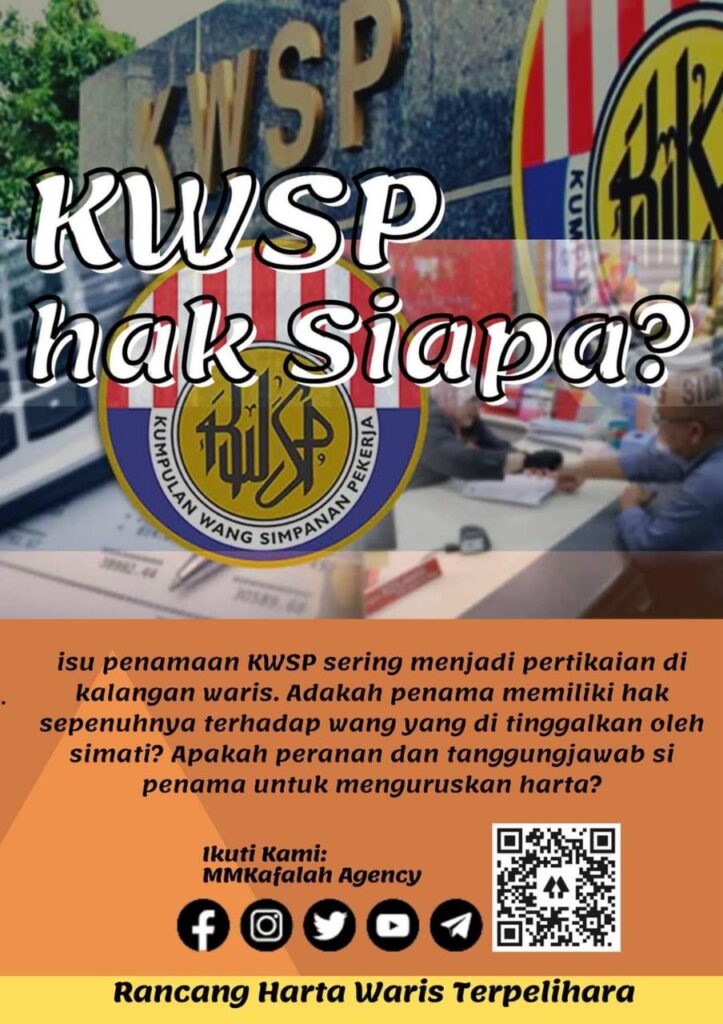 KWSP
KWSP
hak Siapa?
KUMPULAN WANG SIMPANAN PEKERJA
KWSP
isu penamaan KWSP sering menjadi pertikaian di
kalangan waris. Adakah penama memiliki hak
sepenuhnya terhadap wang yang di tinggalkan oleh
simati? Apakah peranan dan tanggungjawab si
penama untuk menguruskan harta?
Ikuti Kami:
MMKafalah Agency
Rancang Harta Waris Terpelihara